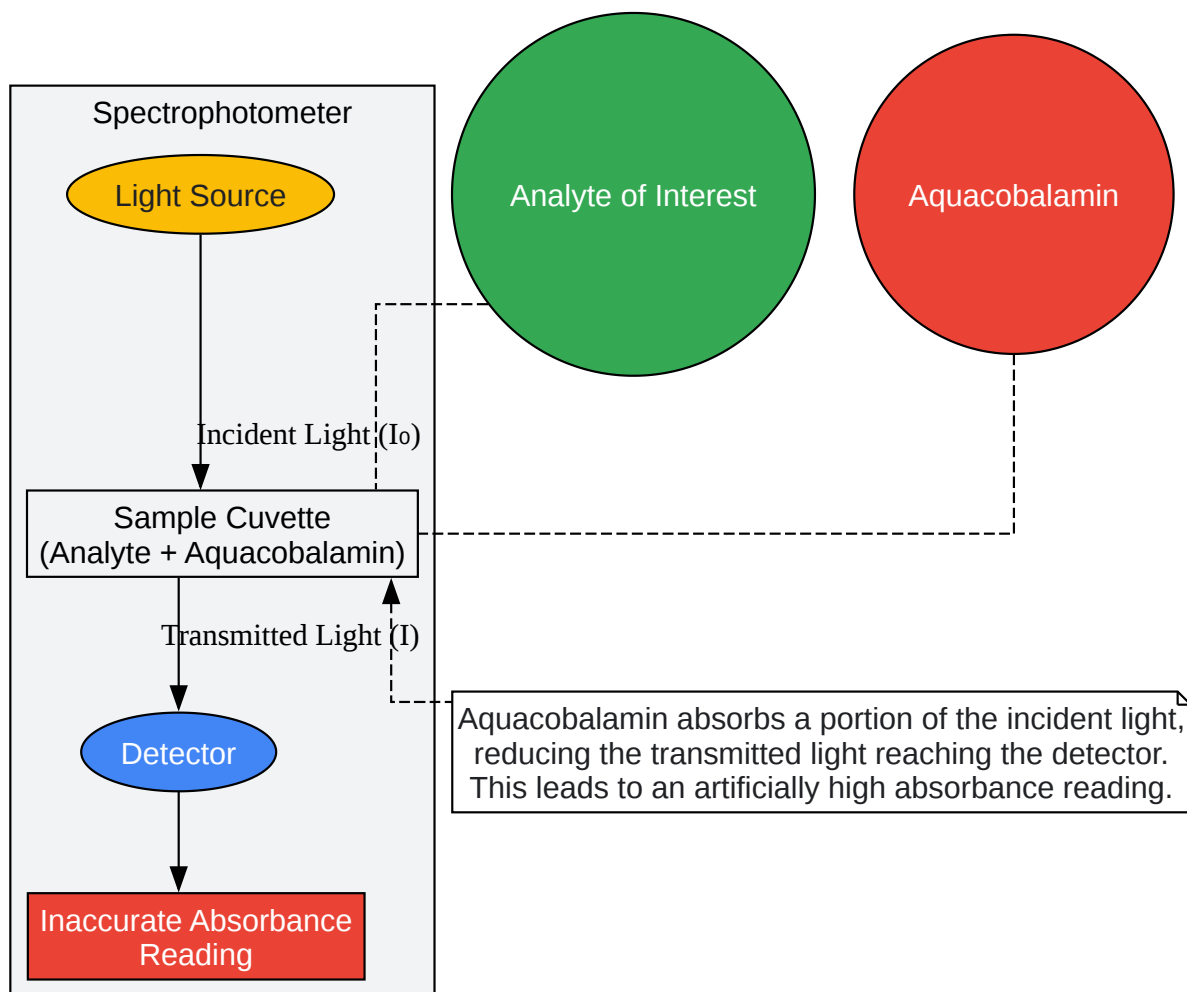 Spectrophotometer
Light Source
Analyte of Interest
Aquacobalamin
Incident Light (I₀)
Sample Cuvette
(Analyte + Aquacobalamin)
Transmitted Light (I)
Aquacobalamin absorbs a portion of the incident light,
reducing the transmitted light reaching the detector.
This leads to an artificially high absorbance reading.
Detector
Inaccurate Absorbance
Reading